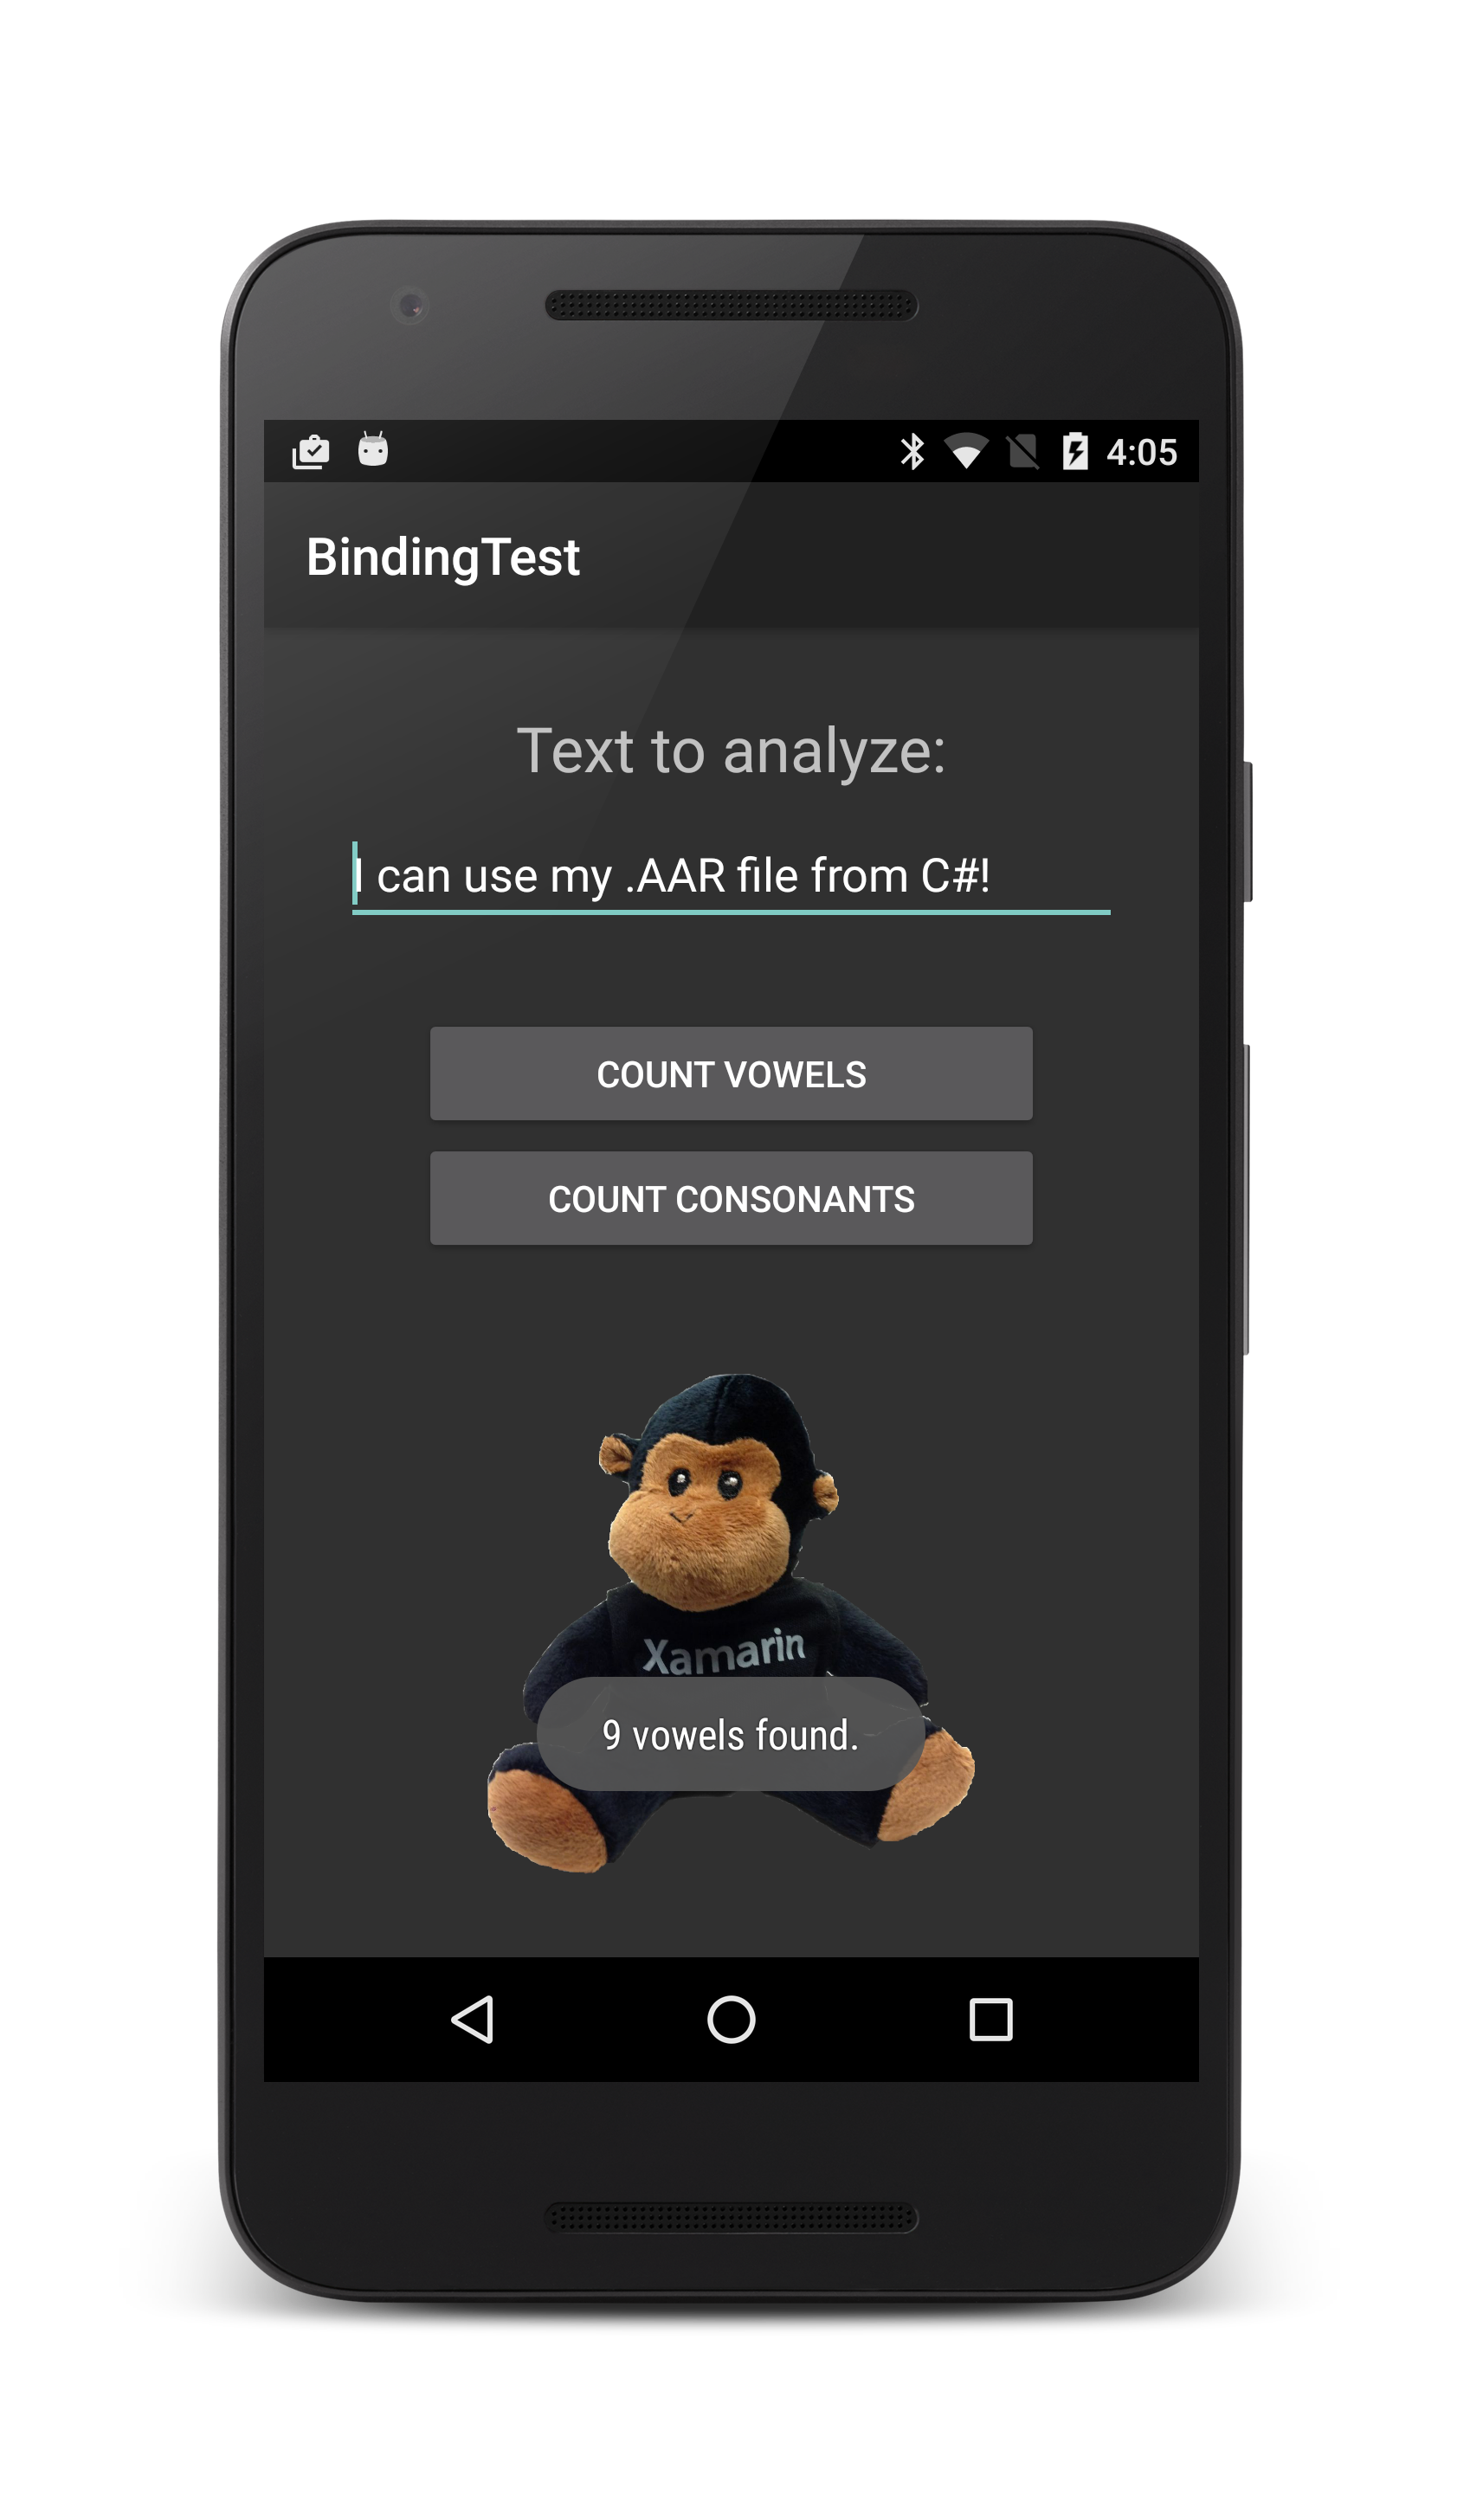 4:05
BindingTest
Text to analyze:
I can use my .AAR file from C#!
COUNT VOWELS
COUNT CONSONANTS
Xamarin
9 vowels found.